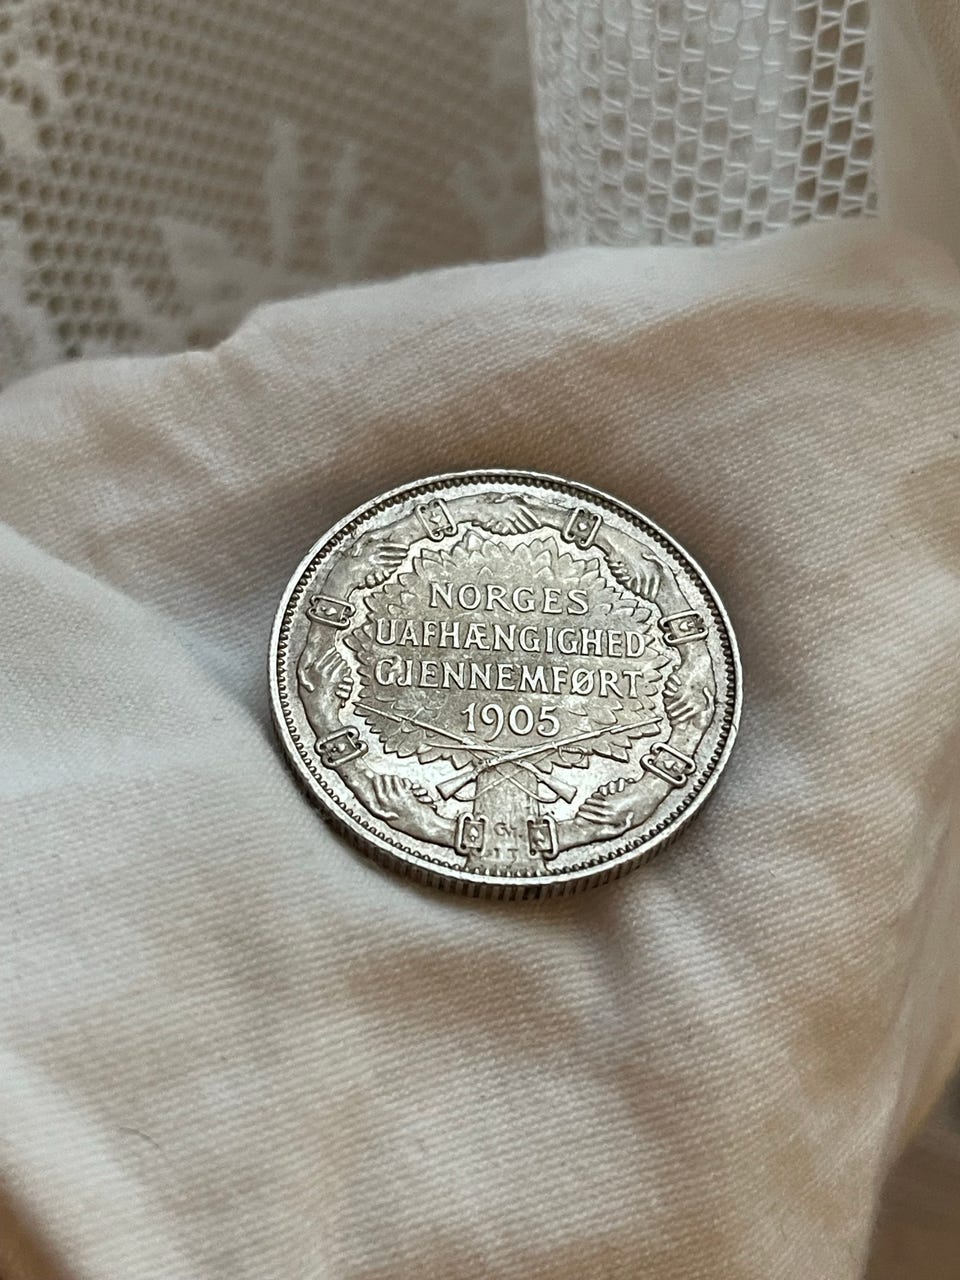 NORGES
UAFHÆNGIGHED
GJENNEMFØRT
1905